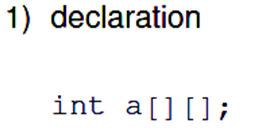 1) declaration
int a[][];